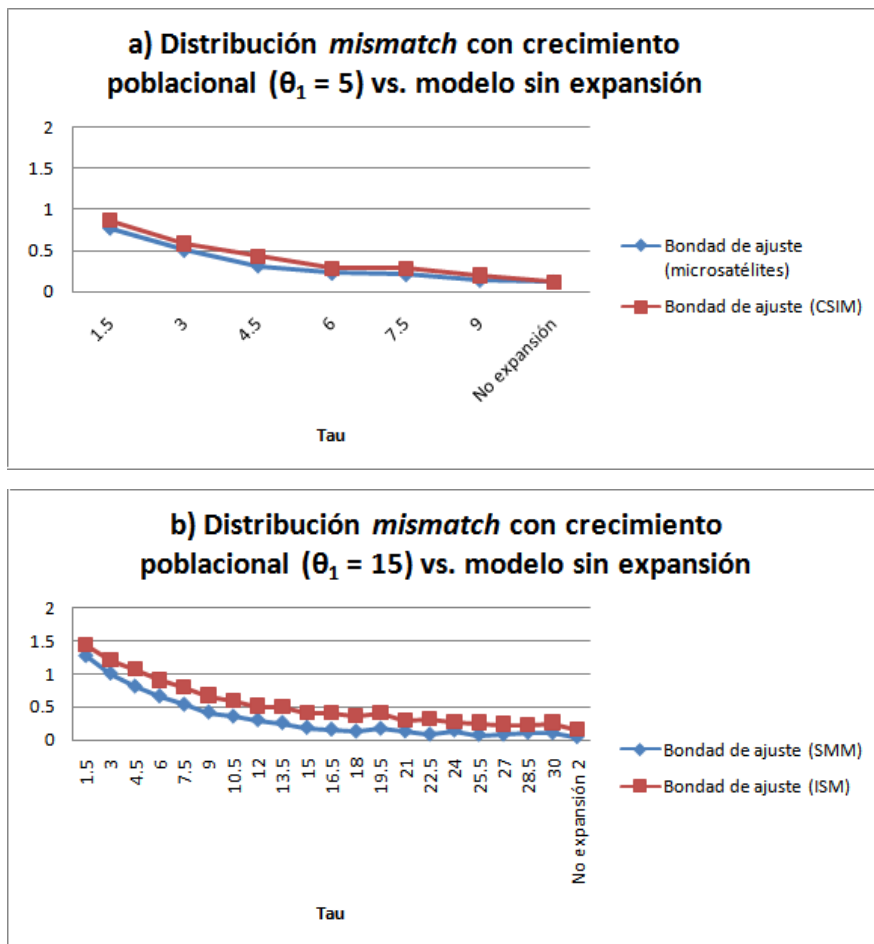 a) Distribución mismatch con crecimiento
poblacional (θ₁ = 5) vs. modelo sin expansión
2
1.5
1
0.5
0
1.5
3
4.5
6
7.5
9
No expansión
Tau
Bondad de ajuste
(microsatélites)
Bondad de ajuste (CSIM)
b) Distribución mismatch con crecimiento
poblacional (θ₁ = 15) vs. modelo sin expansión
2
1.5
1
0.5
0
1.5
3
4.5
6
7.5
9
10.5
12
13.5
15
16.5
18
19.5
21
22.5
24
25.5
27
28.5
30
No expansión 2
Tau
Bondad de ajuste (SMM)
Bondad de ajuste (ISM)